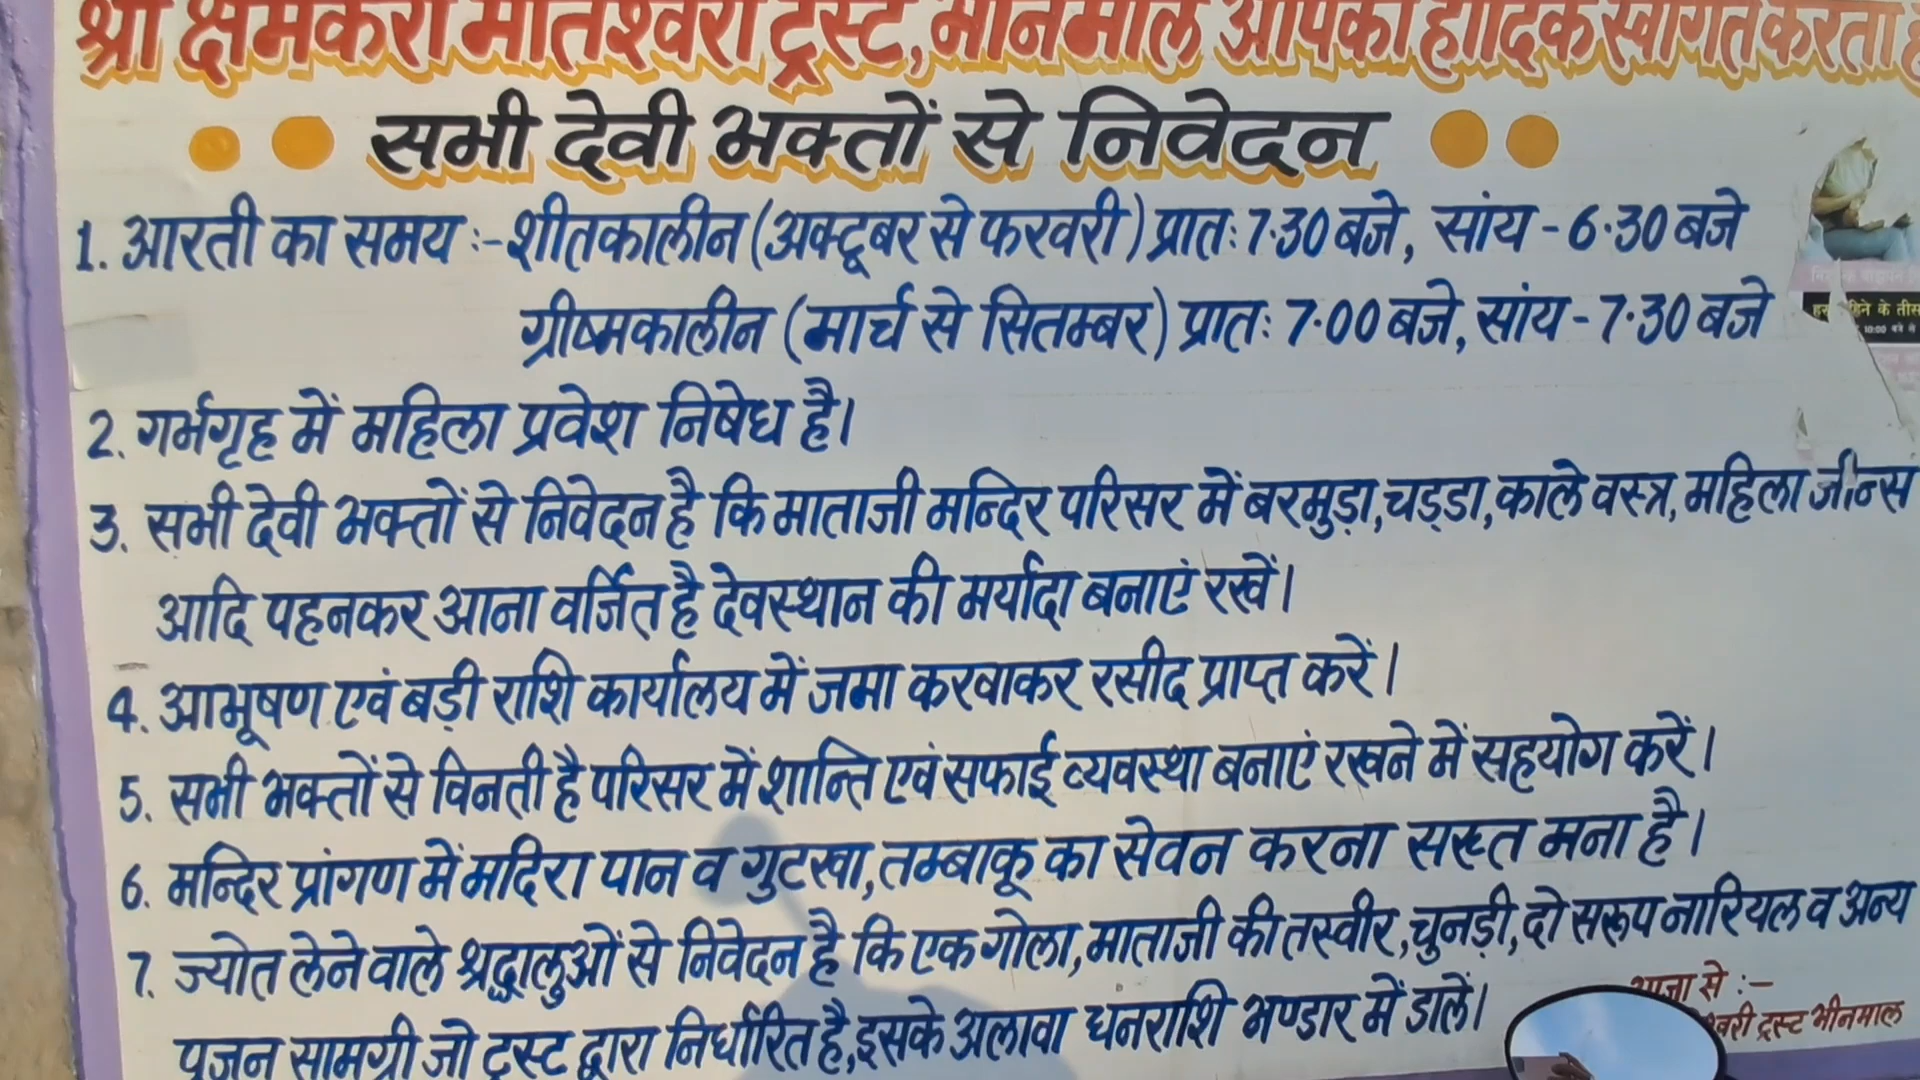 श्री क्षेमंकरी मातेश्वरी ट्रस्ट, भीनमाल आपका हार्दिक स्वागत करता
सभी देवी भक्तों से निवेदन
1. आरती का समय :- शीतकालीन (अक्टूबर से फरवरी) प्रातः 7.30 बजे, सांय - 6.30 बजे
ग्रीष्मकालीन (मार्च से सितम्बर) प्रातः 7.00 बजे, सांय - 7.30 बजे
2. गर्भगृह में महिला प्रवेश निषेध है।
3. सभी देवी भक्तों से निवेदन है कि माताजी मन्दिर परिसर में बरमुड़ा, चड्डा, काले वस्त्र, महिला जीन्स
आदि पहनकर आना वर्जित है देवस्थान की मर्यादा बनाएं रखें।
4. आभूषण एवं बड़ी राशि कार्यालय में जमा करवाकर रसीद प्राप्त करें।
5. सभी भक्तों से विनती है परिसर में शान्ति एवं सफाई व्यवस्था बनाएं रखने में सहयोग करें।
6. मन्दिर प्रांगण में मदिरा पान व गुटखा, तम्बाकू का सेवन करना सख्त मना है।
7. ज्योत लेने वाले श्रद्धालुओं से निवेदन है कि एक गोला, माताजी की तस्वीर, चुनड़ी, दो सरूप नारियल व अन्य
पूजन सामग्री जो ट्रस्ट द्वारा निर्धारित है, इसके अलावा धनराशि भण्डार में डालें।
से :-
ट्रस्ट भीनमाल
के तीस